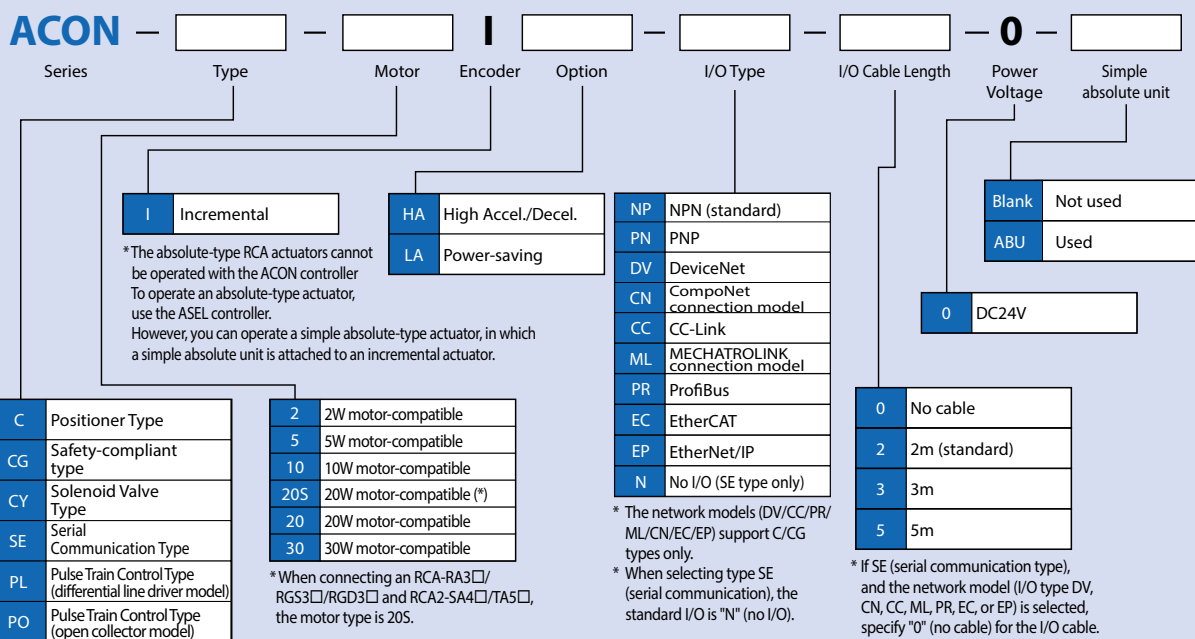 ACON — — I — — — 0 —
Series Type Motor Encoder Option I/O Type I/O Cable Length Power Voltage Simple absolute unit
I Incremental
*The absolute-type RCA actuators cannot
be operated with the ACON controller
To operate an absolute-type actuator,
use the ASEL controller.
However, you can operate a simple absolute-type actuator, in which
a simple absolute unit is attached to an incremental actuator.
HA High Accel./Decel.
LA Power-saving
NP NPN (standard)
PN PNP
DV DeviceNet
CN CompoNet
connection model
CC CC-Link
ML MECHATROLINK
connection model
PR ProfiBus
EC EtherCAT
EP EtherNet/IP
N No I/O (SE type only)
* The network models (DV/CC/PR/
ML/CN/EC/EP) support C/CG
types only.
* When selecting type SE
(serial communication), the
standard I/O is "N" (no I/O).
Blank Not used
ABU Used
0 DC24V
C Positioner Type
CG Safety-compliant
type
CY Solenoid Valve
Type
SE Serial
Communication Type
PL Pulse Train Control Type
(differential line driver model)
PO Pulse Train Control Type
(open collector model)
2 2W motor-compatible
5 5W motor-compatible
10 10W motor-compatible
20S 20W motor-compatible (*)
20 20W motor-compatible
30 30W motor-compatible
*When connecting an RCA-RA3□/
RGS3□/RGD3□ and RCA2-SA4□/TA5□,
the motor type is 20S.
0 No cable
2 2m (standard)
3 3m
5 5m
* If SE (serial communication type),
and the network model (I/O type DV,
CN, CC, ML, PR, EC, or EP) is selected,
specify "0" (no cable) for the I/O cable.